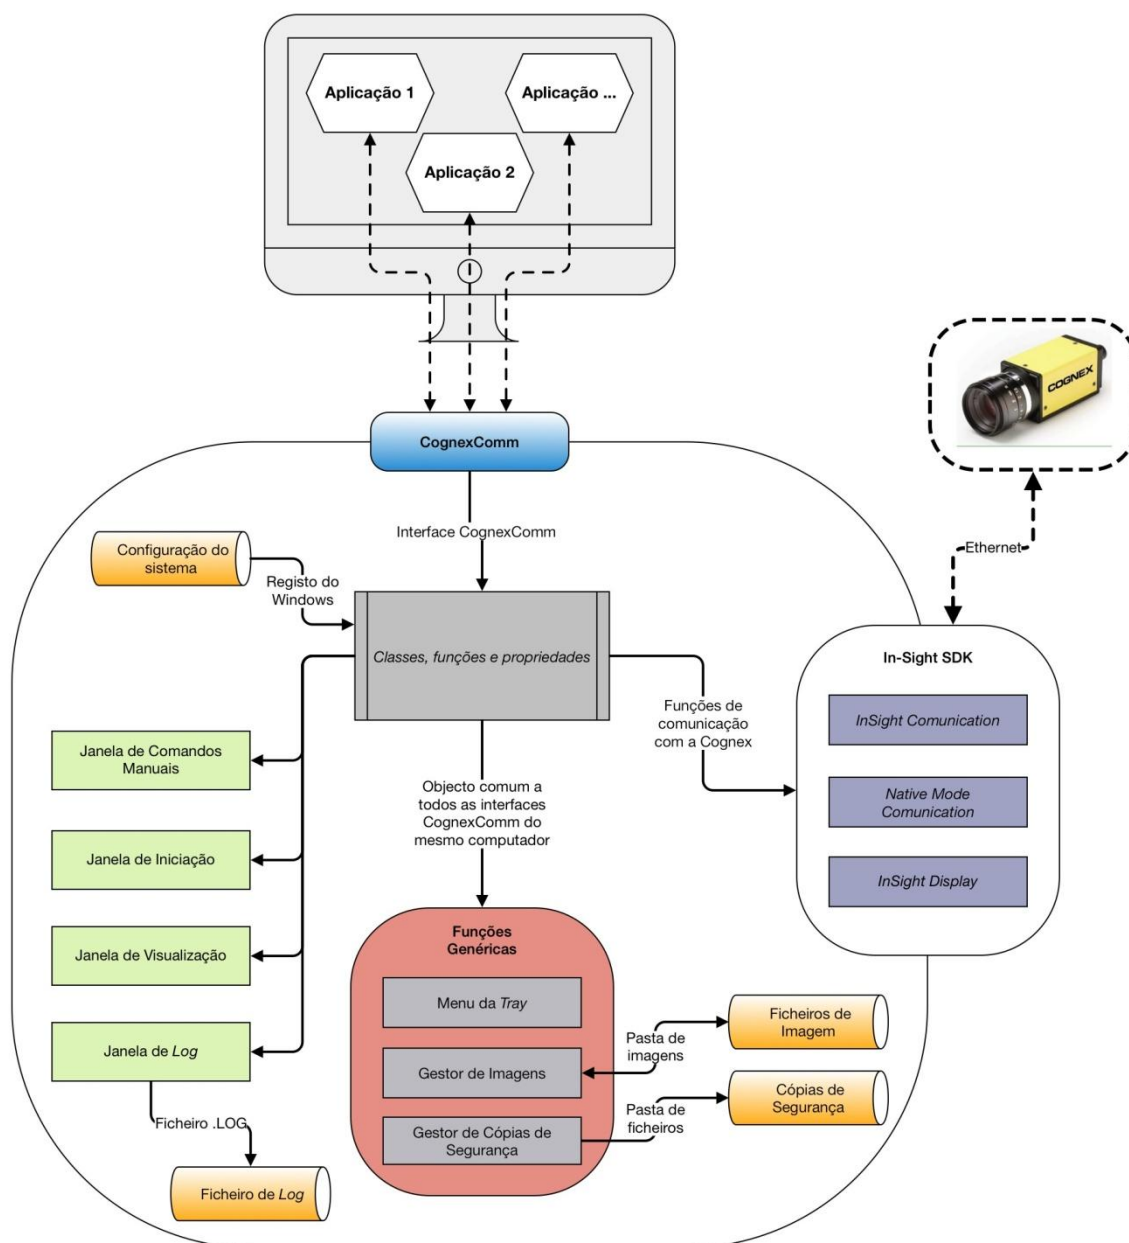 Aplicação 1
Aplicação ...
Aplicação 2
COGNEX
CognexComm
Interface CognexComm
Configuração do
sistema
Registo do
Windows
Ethernet
Classes, funções e propriedades
In-Sight SDK
InSight Comunication
Native Mode
Comunication
InSight Display
Funções de
comunicação
com a Cognex
Janela de Comandos
Manuais
Janela de Iniciação
Janela de Visualização
Janela de Log
Ficheiro .LOG
Ficheiro de Log
Objecto comum a
todos as interfaces
CognexComm do
mesmo computador
Funções
Genéricas
Menu da Tray
Gestor de Imagens
Gestor de Cópias de
Segurança
Pasta de
imagens
Ficheiros de
Imagem
Pasta de
ficheiros
Cópias de
Segurança